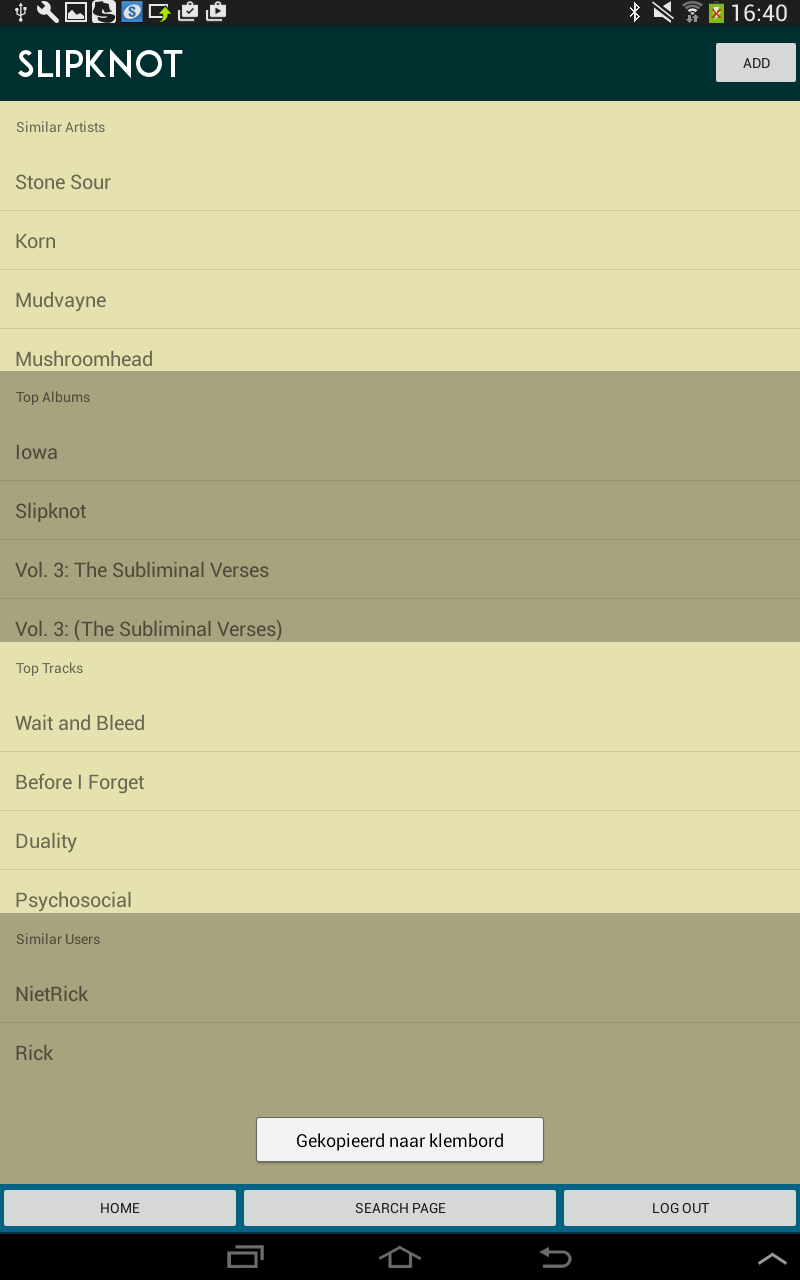 16:40
SLIPKNOT
ADD
Similar Artists
Stone Sour
Korn
Mudvayne
Mushroomhead
Top Albums
Iowa
Slipknot
Vol. 3: The Subliminal Verses
Vol. 3: (The Subliminal Verses)
Top Tracks
Wait and Bleed
Before I Forget
Duality
Psychosocial
Similar Users
NietRick
Rick
Gekopieerd naar klembord
HOME
SEARCH PAGE
LOG OUT